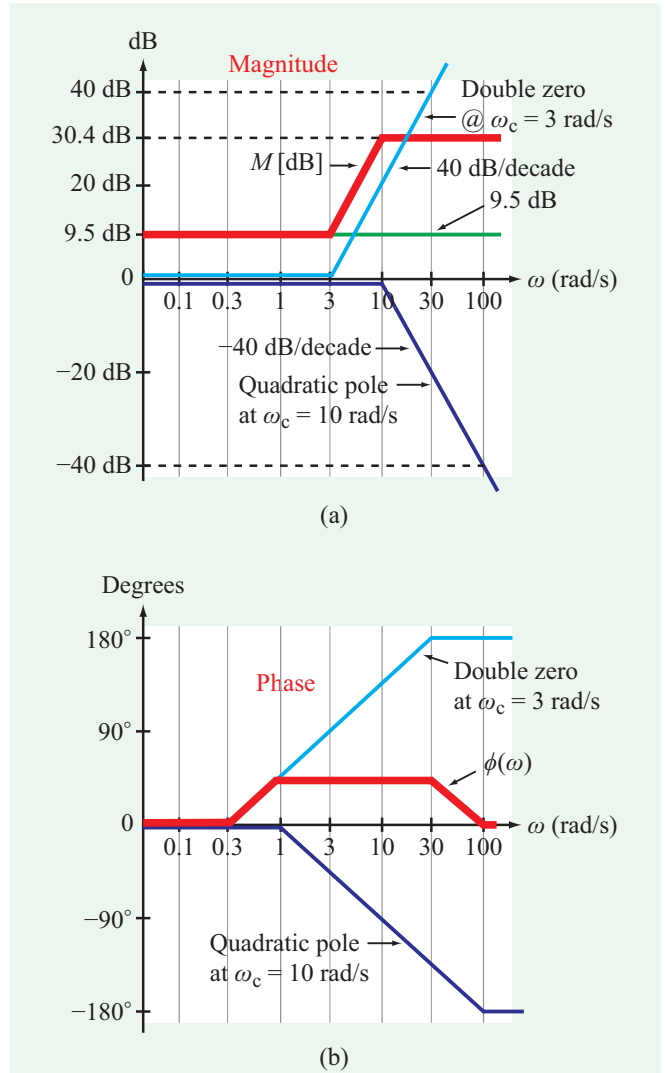 dB
Magnitude
40 dB
Double zero
@ ωc = 3 rad/s
30.4 dB
M [dB]
40 dB/decade
20 dB
9.5 dB
9.5 dB
0
ω (rad/s)
0.1 0.3 1 3 10 30 100
−40 dB/decade
−20 dB
Quadratic pole
at ωc = 10 rad/s
−40 dB
(a)
Degrees
180°
Phase
Double zero
at ωc = 3 rad/s
90°
ϕ(ω)
0
ω (rad/s)
0.1 0.3 1 3 10 30 100
−90°
Quadratic pole
at ωc = 10 rad/s
−180°
(b)